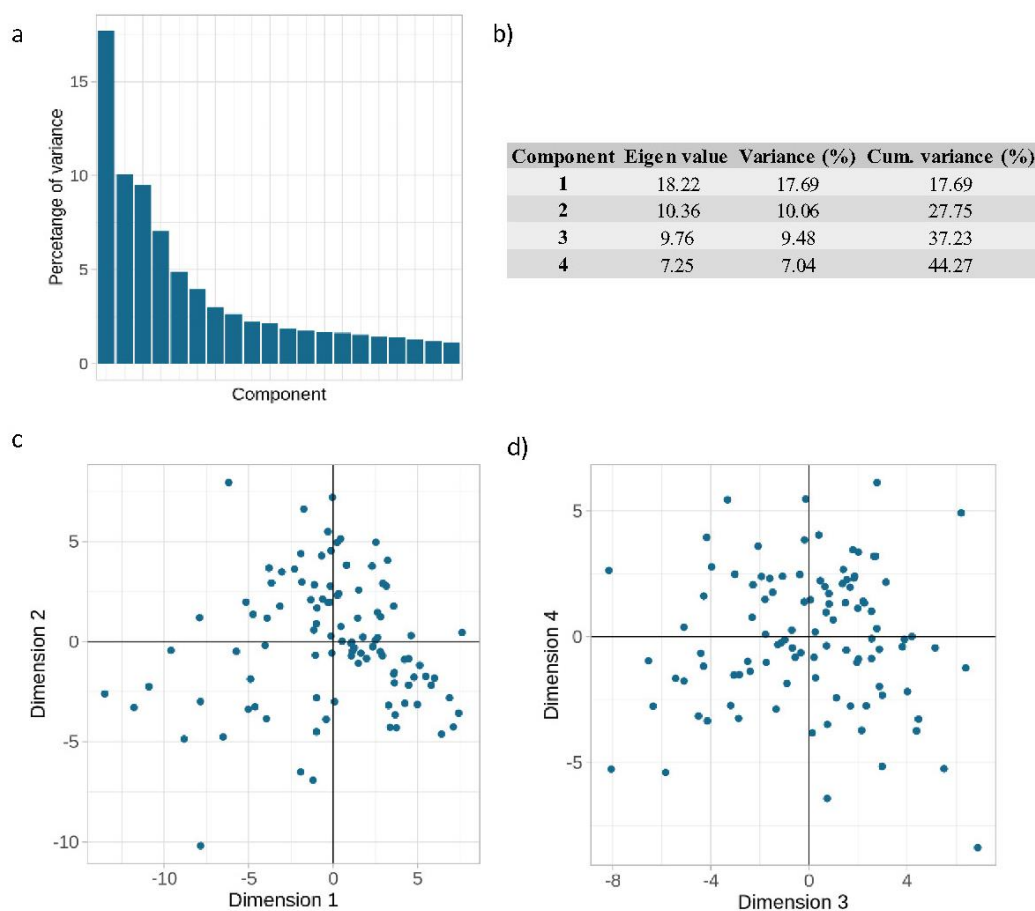 a
b)
Percetange of variance
15
10
5
0
Component
Component Eigen value Variance (%) Cum. variance (%)
1 18.22 17.69 17.69
2 10.36 10.06 27.75
3 9.76 9.48 37.23
4 7.25 7.04 44.27
c
Dimension 2
5
0
-5
-10
-10 -5 0 5
Dimension 1
d)
Dimension 4
5
0
-5
-8 -4 0 4
Dimension 3